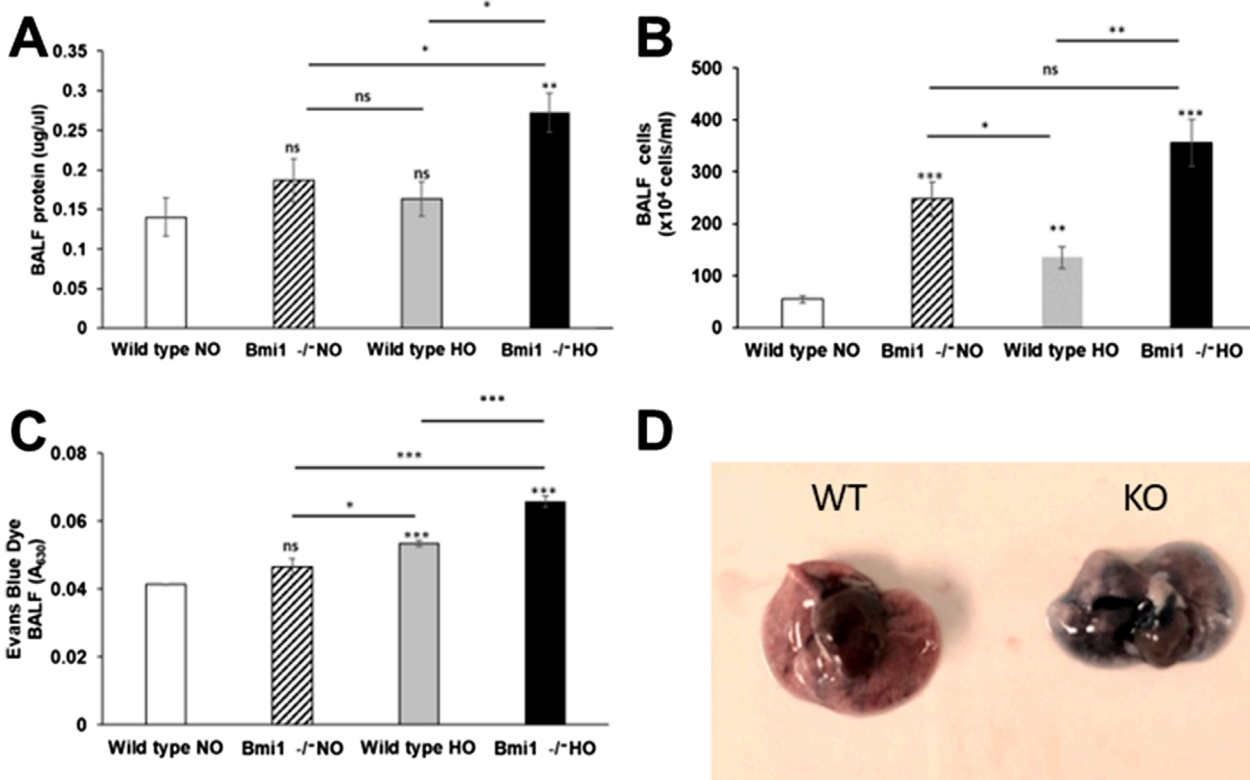 A
*
*
ns
**
ns
ns
0.35
0.3
0.25
0.2
0.15
0.1
0.05
0
BALF protein (ug/ul)
Wild type NO
Bmi1 -/-NO
Wild type HO
Bmi1 -/-HO
B
**
ns
*
***
***
**
500
400
300
200
100
0
BALF cells
(x10⁴ cells/ml)
Wild type NO
Bmi1 -/-NO
Wild type HO
Bmi1 -/-HO
C
***
***
*
***
***
ns
0.08
0.06
0.04
0.02
0
Evans Blue Dye
BALF (A₆₃₀)
Wild type NO
Bmi1 -/-NO
Wild type HO
Bmi1 -/-HO
D
WT
KO